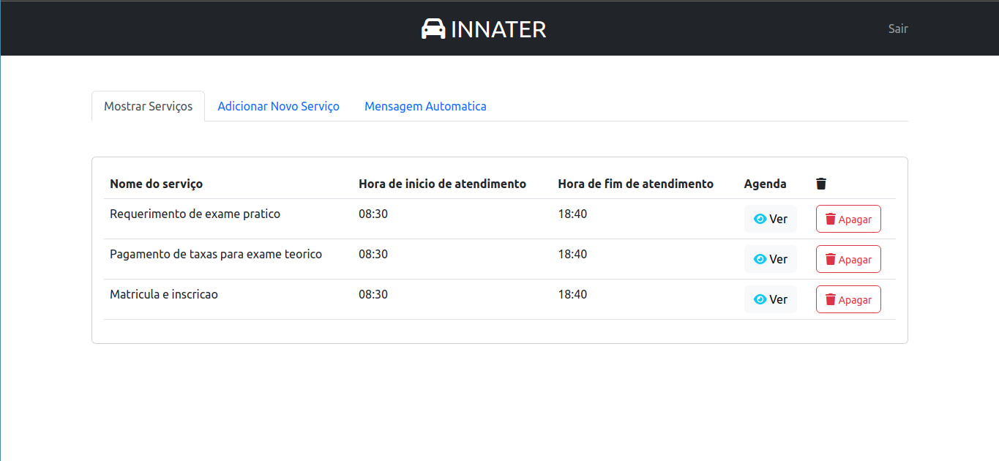 INNATER
Sair
Mostrar Serviços Adicionar Novo Serviço Mensagem Automatica
Nome do serviço Hora de inicio de atendimento Hora de fim de atendimento Agenda
Requerimento de exame pratico 08:30 18:40 Ver Apagar
Pagamento de taxas para exame teorico 08:30 18:40 Ver Apagar
Matricula e inscricao 08:30 18:40 Ver Apagar